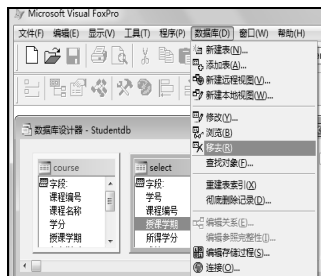 Microsoft Visual FoxPro
文件(F) 编辑(E) 显示(V) 工具(T) 程序(P) 数据库(D) 窗口(W) 帮助(H)
新建表(N)...
添加表(A)...
新建远程视图(V)...
新建本地视图(W)...
修改(Y)...
浏览(B)
移去(R)
查找对象(F)...
重建表索引(X)
彻底删除记录(D)...
编辑关系(E)...
编辑参照完整性(I)...
编辑存储过程(S)...
连接(O)...
数据库设计器 - Studentdb
course
字段:
课程编号
课程名称
学分
授课学期
select
字段:
学号
课程编号
授课学期
所得学分